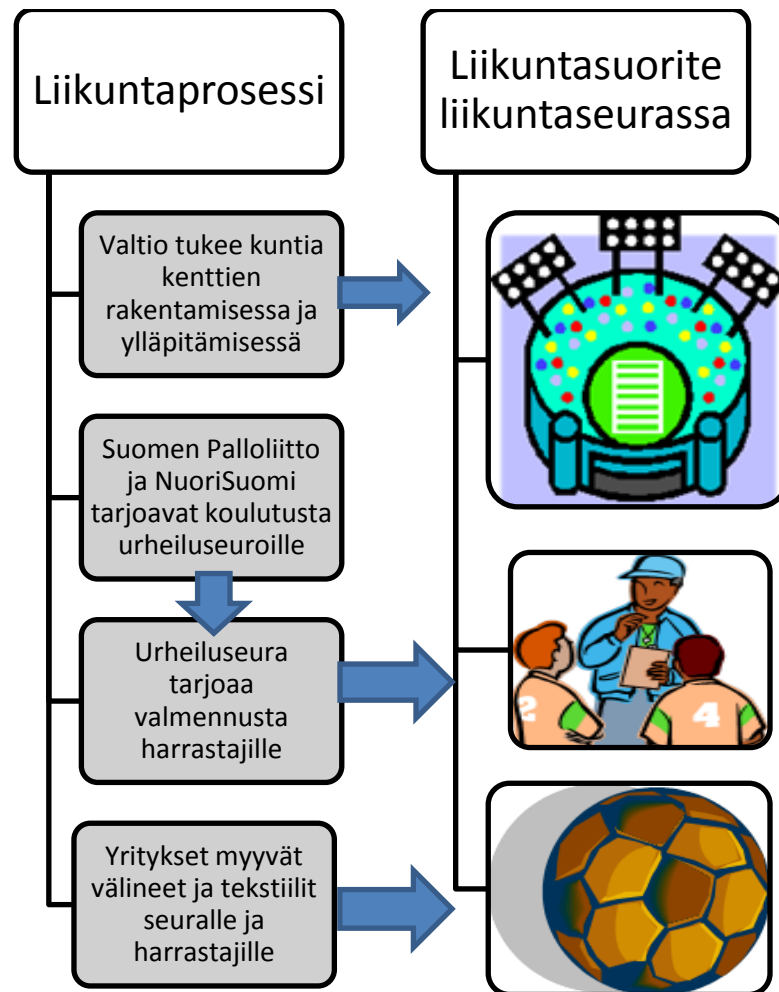 Liikuntaprosessi
Liikuntasuorite
liikuntaseurassa
Valtio tukee kuntia
kenttien
rakentamisessa ja
ylläpitämisessä
Suomen Palloliitto
ja NuoriSuomi
tarjoavat koulutusta
urheiluseuroille
Urheiluseura
tarjoaa
valmennusta
harrastajille
2
4
Yritykset myyvät
välineet ja tekstiilit
seuralle ja
harrastajille